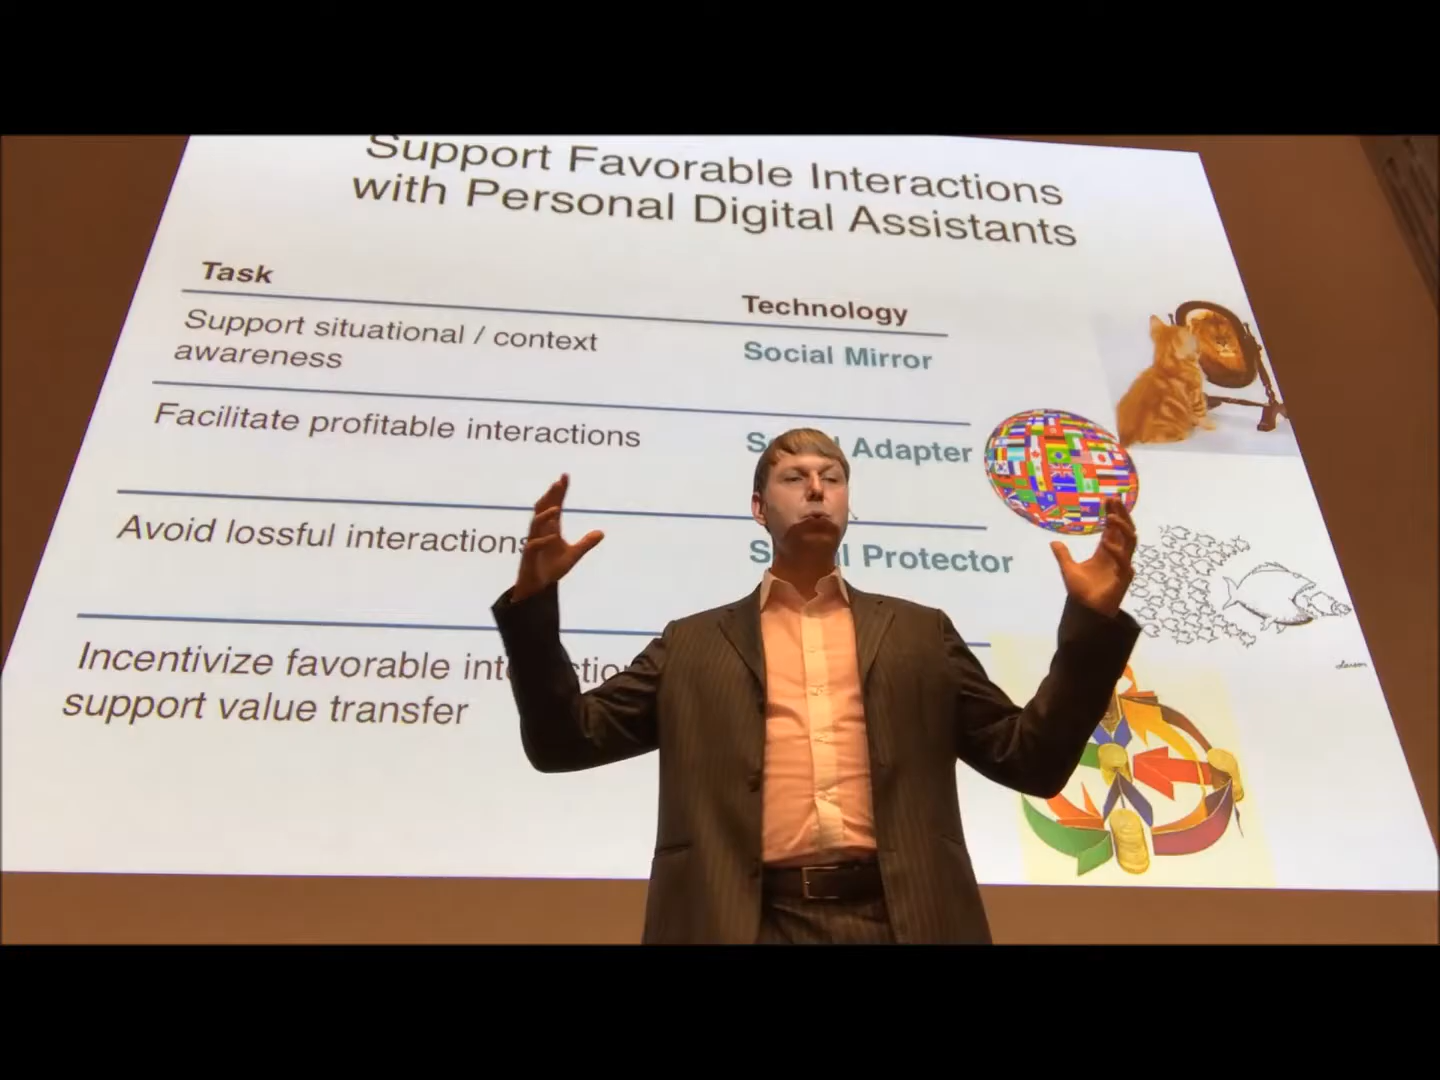 Support Favorable Interactions
with Personal Digital Assistants
Task
Technology
Support situational / context
awareness
Social Mirror
Facilitate profitable interactions
Adapter
Avoid lossful interactions
Protector
Incentivize favorable
support value transfer